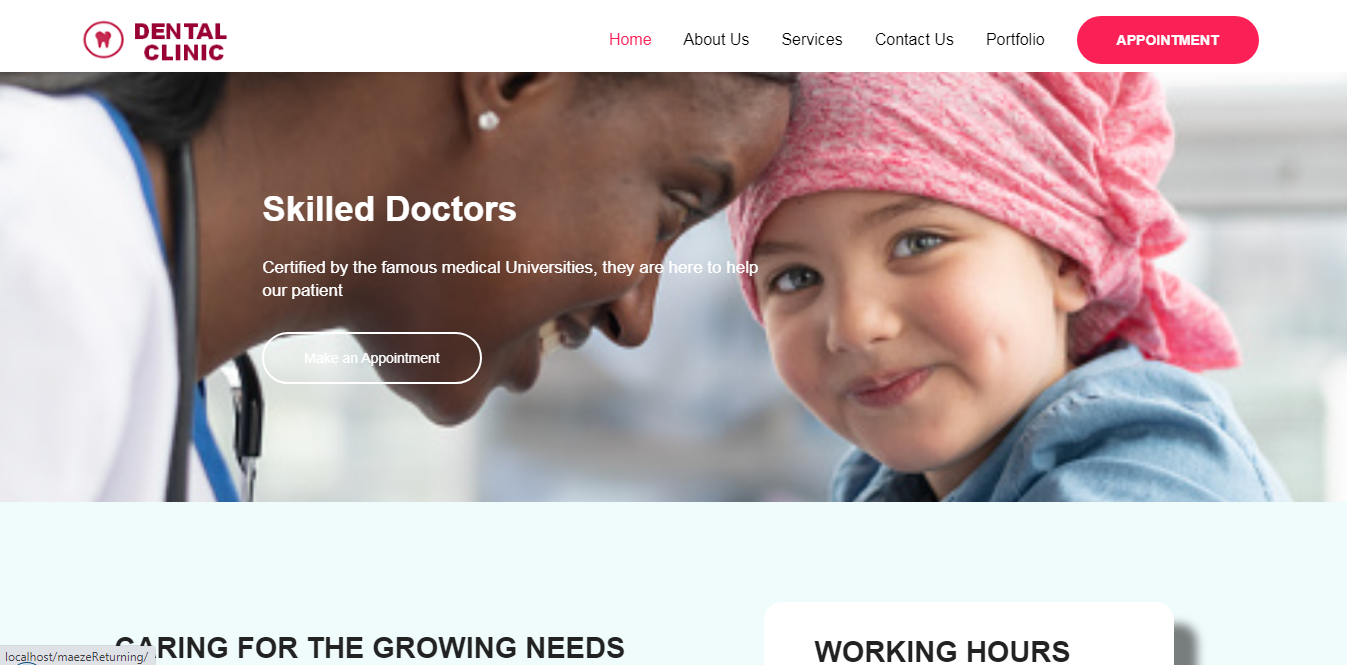 DENTAL
CLINIC
Home About Us Services Contact Us Portfolio APPOINTMENT
Skilled Doctors
Certified by the famous medical Universities, they are here to help
our patient
Make an Appointment
CARING FOR THE GROWING NEEDS
WORKING HOURS
localhost/maezeReturning/